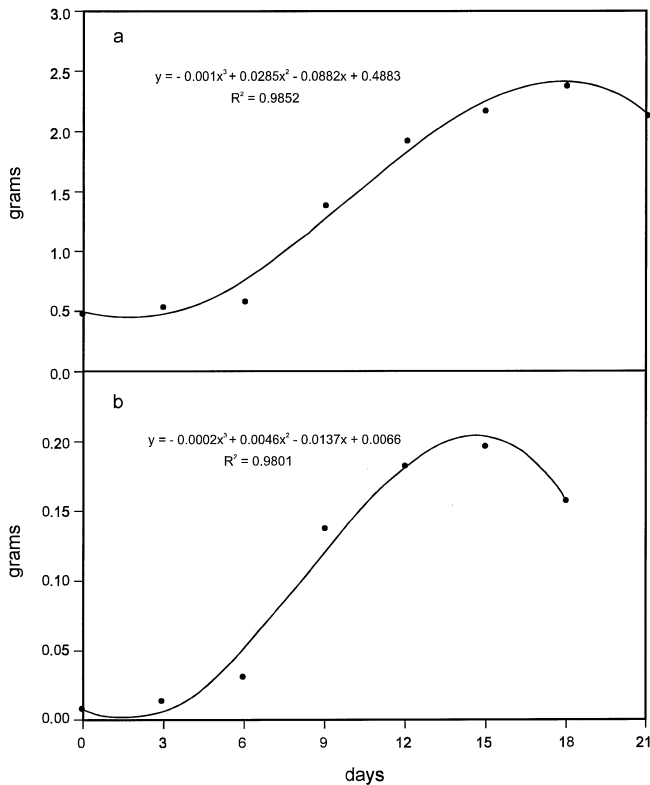 a
y = - 0.001x³ + 0.0285x² - 0.0882x + 0.4883
R² = 0.9852
grams
3.0
2.5
2.0
1.5
1.0
0.5
0.0
b
y = - 0.0002x³ + 0.0046x² - 0.0137x + 0.0066
R² = 0.9801
grams
0.20
0.15
0.10
0.05
0.00
0 3 6 9 12 15 18 21
days